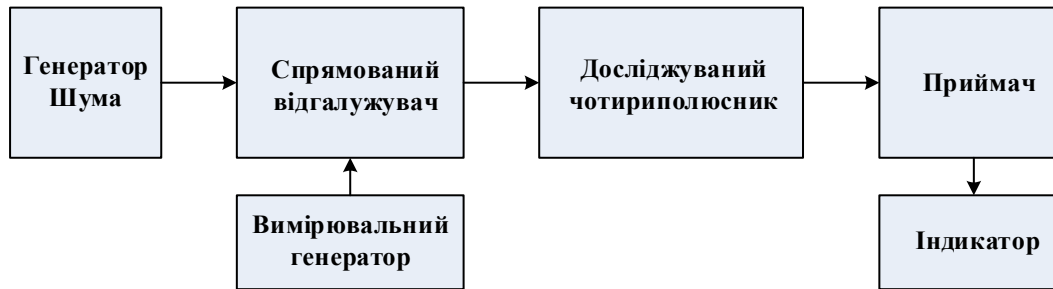 Генератор
Шума
Спрямований
відгалужувач
Досліджуваний
чотириполюсник
Приймач
Вимірювальний
генератор
Індикатор